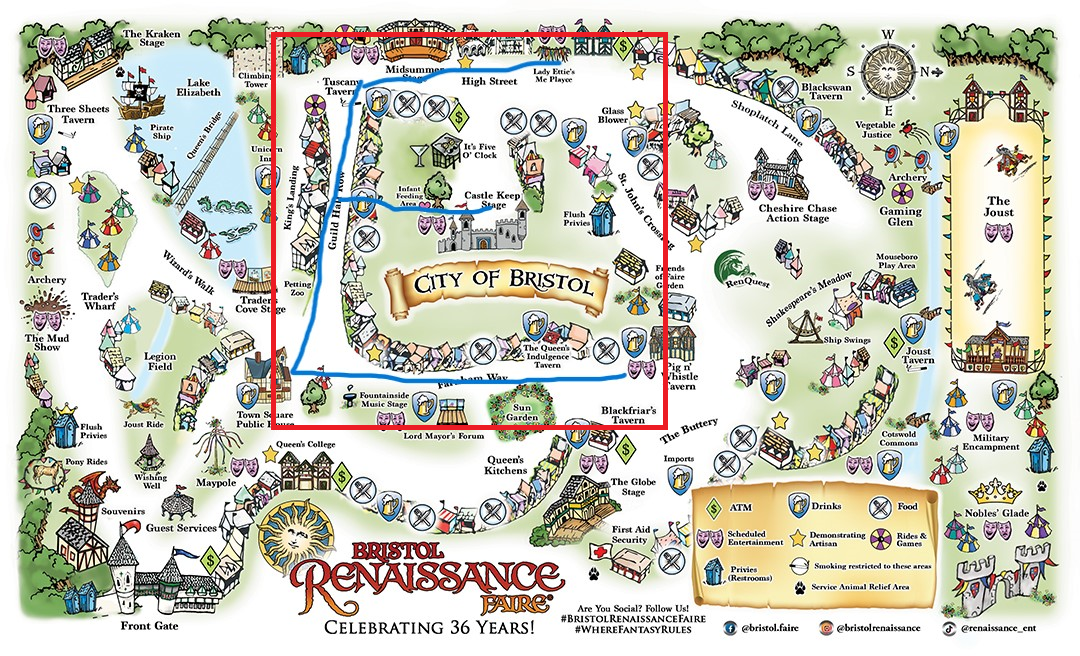 The Kraken
Stage
Three Sheets
Tavern
Lake
Elizabeth
Climbing
Tower
Pirate
Ship
Queen's Bridge
Unicorn
Inn
Tuscany
Tavern
Midsummer
High Street
Lady Ettie's
Me Playce
Glass
Blower
It's Five
O' Clock
Infant
Feeding
Area
Castle Keep
Stage
Flush
Privies
St. John's Crossing
King's Landing
Guild Hall Row
CITY OF BRISTOL
Petting
Zoo
Friends
of Faire
Garden
The Queen's
Indulgence
Tavern
Pig n'
Whistle
Tavern
Fareham Way
Fountainside
Music Stage
Lord Mayor's Forum
Sun
Garden
Blackfriar's
Tavern
Archery
Trader's
Wharf
The Mud
Show
Wizard's Walk
Trader's
Cove Stage
Legion
Field
Joust Ride
Town Square
Public House
Flush
Privies
Pony Rides
Wishing
Well
Maypole
Souvenirs
Guest Services
Front Gate
Queen's College
Queen's
Kitchens
The Globe
Stage
First Aid
Security
The Buttery
Imports
Shoplatch Lane
Blackswan
Tavern
W
S
N
E
Vegetable
Justice
Archery
Gaming
Glen
Cheshire Chase
Action Stage
RenQuest
Mouseboro
Play Area
Shakespeare's Meadow
Ship Swings
Joust
Tavern
The
Joust
Cotswold
Commons
Military
Encampment
Nobles' Glade
ATM
Drinks
Food
Scheduled
Entertainment
Demonstrating
Artisan
Rides &
Games
Privies
(Restrooms)
Smoking restricted to these areas
Service Animal Relief Area
BRISTOL
RENAISSANCE
FAIRE
CELEBRATING 36 YEARS!
Are You Social? Follow Us!
#BRISTOLRENAISSANCEFAIRE
#WHEREFANTASYRULES
@bristol.faire
@bristolrenaissance
@renaissance_ent